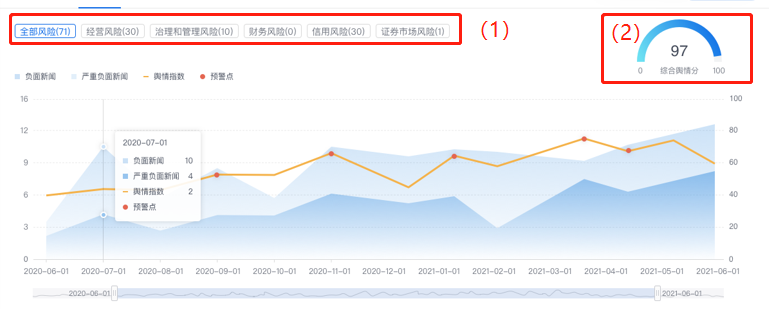 全部风险(71) 经营风险(30) 治理和管理风险(10) 财务风险(0) 信用风险(30) 证券市场风险(1) (1)
(2)
97
0 综合舆情分 100
负面新闻 严重负面新闻 舆情指数 预警点
16 100
12 80
9 60
6 40
3 20
0 0
2020-07-01
负面新闻 10
严重负面新闻 4
舆情指数 2
预警点
2020-06-01 2020-07-01 2020-08-01 2020-09-01 2020-10-01 2020-11-01 2020-12-01 2021-01-01 2021-02-01 2021-03-01 2021-04-01 2021-05-01 2021-06-01
2020-06-01 2021-06-01